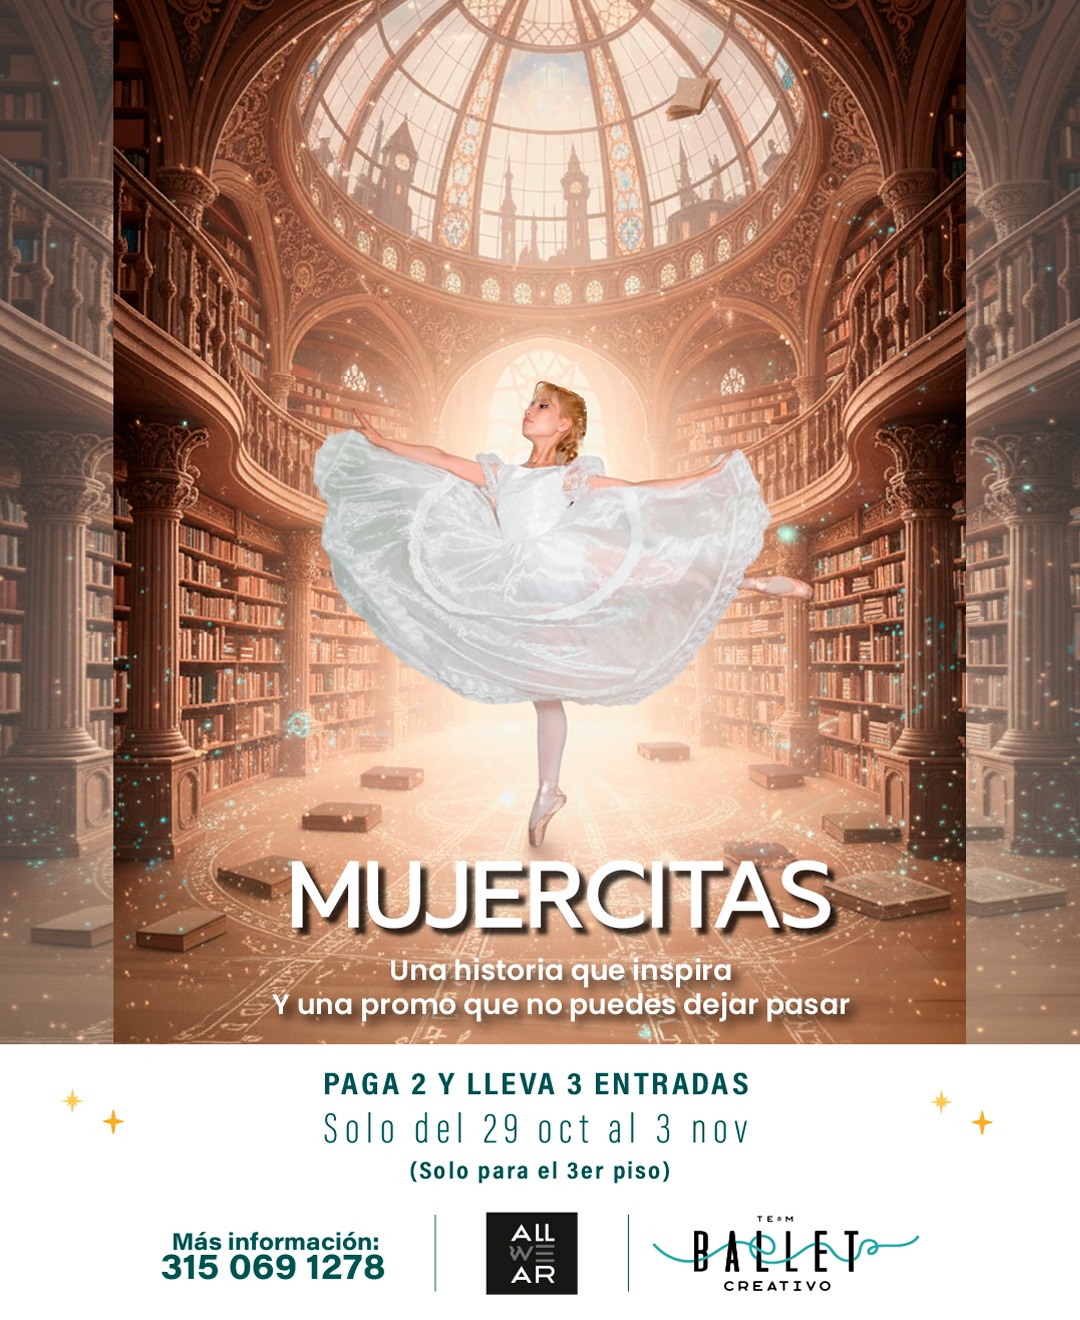 MUJERCITAS
Una historia que inspira
Y una promo que no puedes dejar pasar
PAGA 2 Y LLEVA 3 ENTRADAS
Solo del 29 oct al 3 nov
(Solo para el 3er piso)
Más información:
315 069 1278
ALL
WE
AR
TE&M
BALLET
CREATIVO